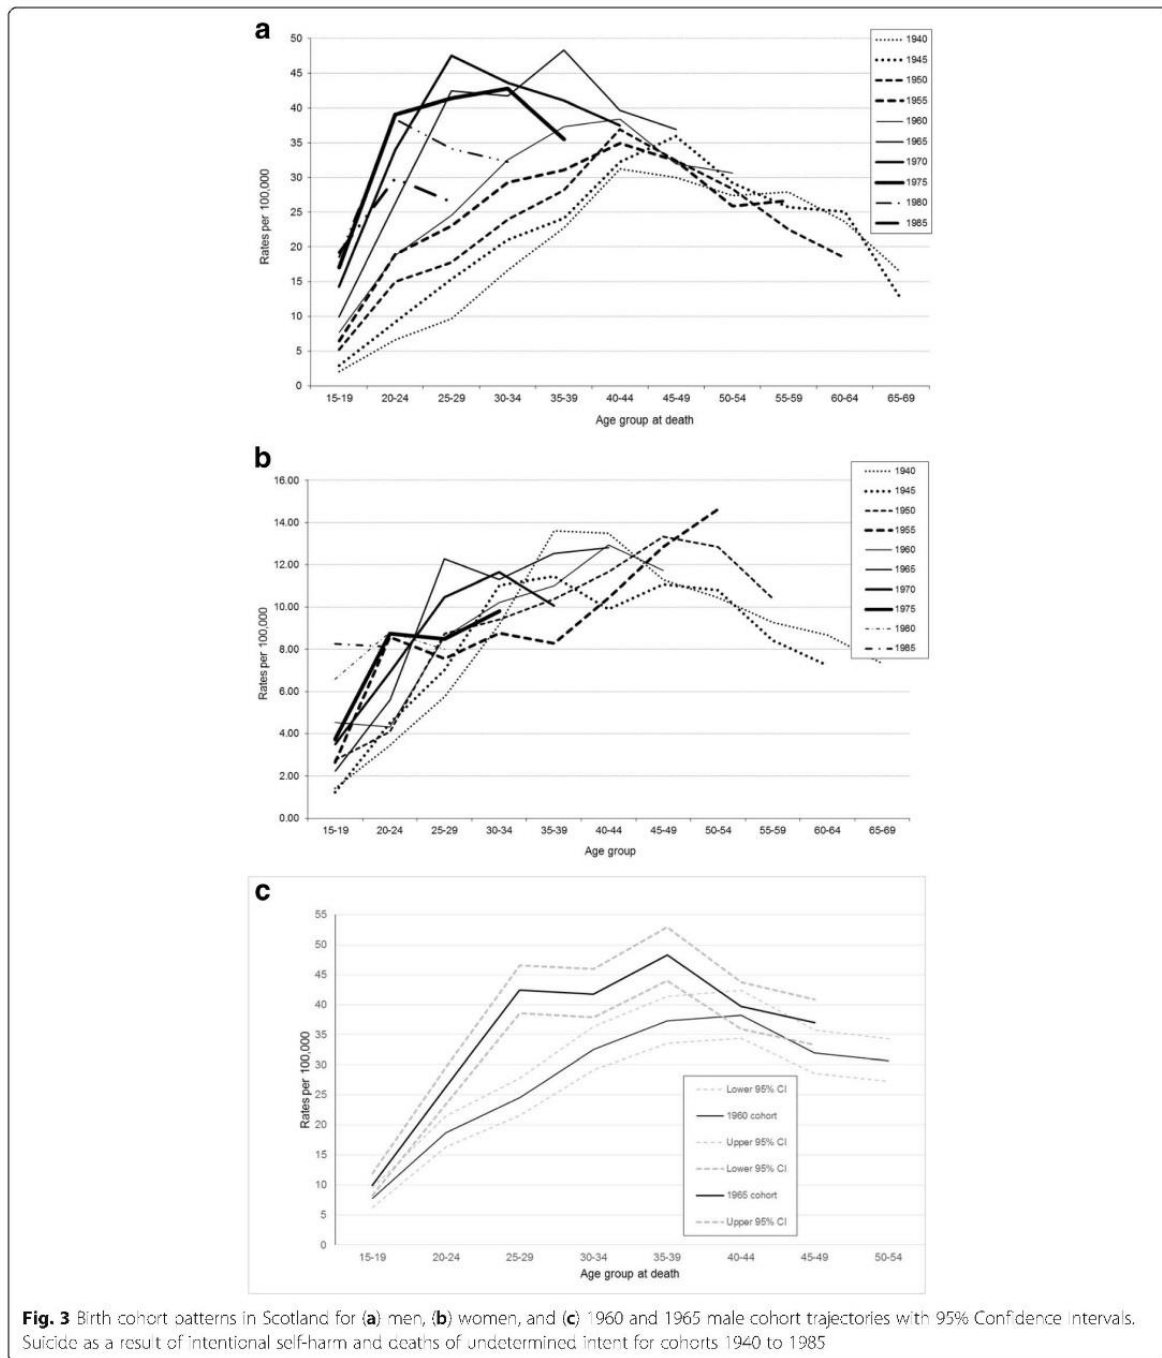 a
50
45
40
35
30
25
20
15
10
5
0
Rates per 100,000
15-19 20-24 25-29 30-34 35-39 40-44 45-49 50-54 55-59 60-64 65-69
Age group at death
1940
1945
1950
1955
1960
1965
1970
1975
1980
1985
b
16.00
14.00
12.00
10.00
8.00
6.00
4.00
2.00
0.00
Rates per 100,000
15-19 20-24 25-29 30-34 35-39 40-44 45-49 50-54 55-59 60-64 65-69
Age group
1940
1945
1950
1955
1960
1965
1970
1975
1980
1985
c
55
50
45
40
35
30
25
20
15
10
5
0
Rates per 100,000
15-19 20-24 25-29 30-34 35-39 40-44 45-49 50-54
Age group at death
Lower 95% CI
1960 cohort
Upper 95% CI
Lower 95% CI
1965 cohort
Upper 95% CI
Fig. 3 Birth cohort patterns in Scotland for (a) men, (b) women, and (c) 1960 and 1965 male cohort trajectories with 95% Confidence Intervals.
Suicide as a result of intentional self-harm and deaths of undetermined intent for cohorts 1940 to 1985